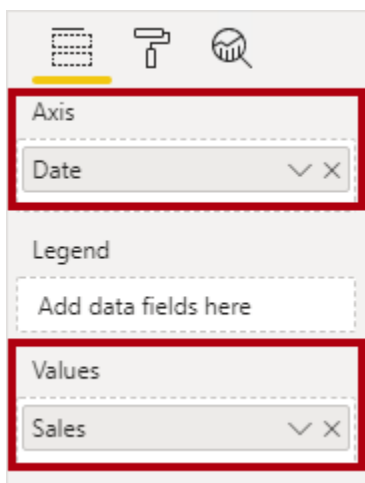 Axis
Date
Legend
Add data fields here
Values
Sales